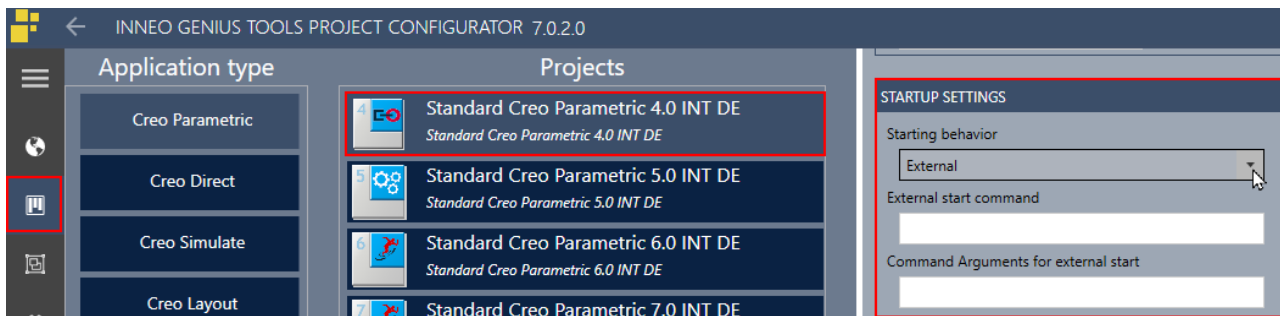 INNEO GENIUS TOOLS PROJECT CONFIGURATOR 7.0.2.0
Application type
Creo Parametric
Creo Direct
Creo Simulate
Creo Layout
Projects
4
Standard Creo Parametric 4.0 INT DE
Standard Creo Parametric 4.0 INT DE
5
Standard Creo Parametric 5.0 INT DE
Standard Creo Parametric 5.0 INT DE
6
Standard Creo Parametric 6.0 INT DE
Standard Creo Parametric 6.0 INT DE
7
Standard Creo Parametric 7.0 INT DE
STARTUP SETTINGS
Starting behavior
External
External start command
Command Arguments for external start